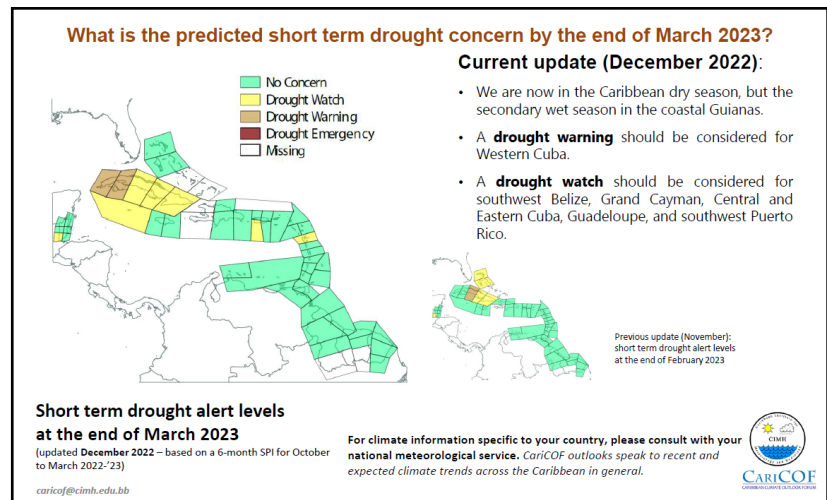 What is the predicted short term drought concern by the end of March 2023?
No Concern
Drought Watch
Drought Warning
Drought Emergency
Missing
Current update (December 2022):
• We are now in the Caribbean dry season, but the
secondary wet season in the coastal Guianas.
• A drought warning should be considered for
Western Cuba.
• A drought watch should be considered for
southwest Belize, Grand Cayman, Central and
Eastern Cuba, Guadeloupe, and southwest Puerto
Rico.
Previous update (November):
short term drought alert levels
at the end of February 2023
Short term drought alert levels
at the end of March 2023
(updated December 2022 – based on a 6-month SPI for October
to March 2022-'23)
caricof@cimh.edu.bb
For climate information specific to your country, please consult with your
national meteorological service. CariCOF outlooks speak to recent and
expected climate trends across the Caribbean in general.
CIMH
CARICOF
CARIBBEAN CLIMATE OUTLOOK FORUM